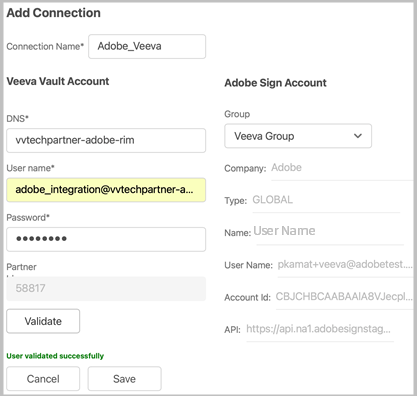 Add Connection
Connection Name* Adobe_Veeva
Veeva Vault Account
DNS*
vvtechpartner-adobe-rim
User name*
adobe_integration@vvtechpartner-a...
Password*
••••••••
Partner
58817
Validate
User validated successfully
Cancel Save
Adobe Sign Account
Group
Veeva Group
Company: Adobe
Type: GLOBAL
Name: User Name
User Name: pkamat+veeva@adobetest....
Account Id: CBJCHBCAABAAIA8VJecpl...
API: https://api.na1.adobesignstag...